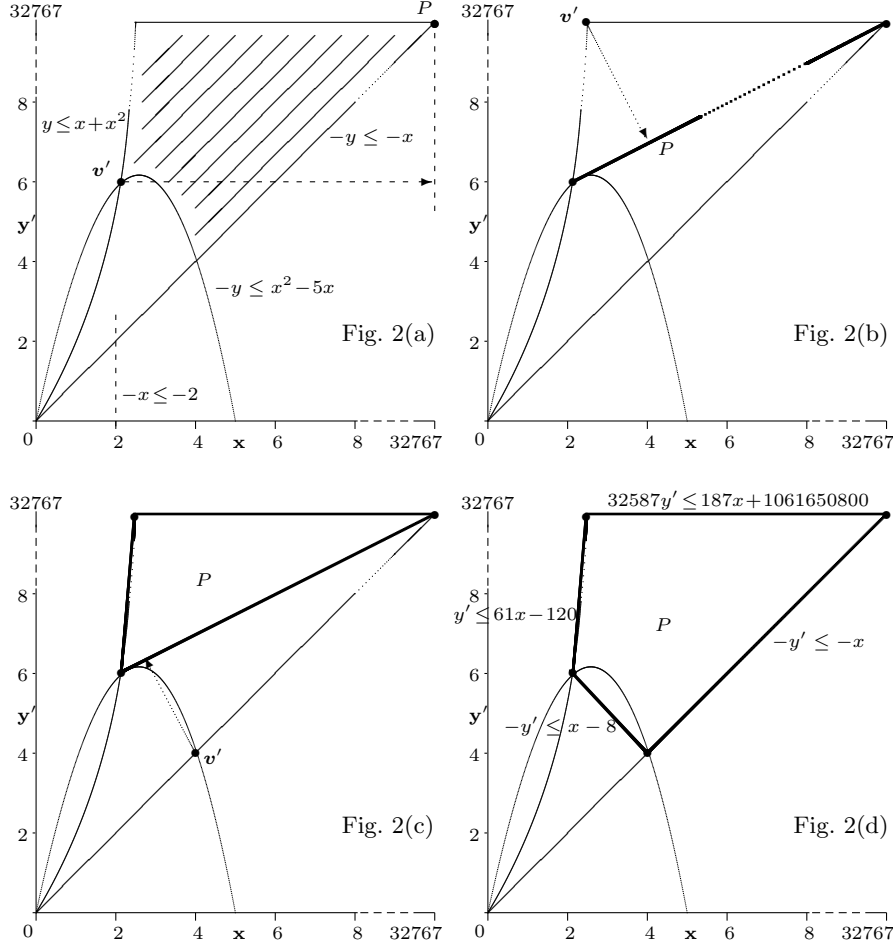 32767
P
8
y ≤ x + x²
−y ≤ −x
v′
6
y′
4
−y ≤ x² − 5x
2
Fig. 2(a)
−x ≤ −2
0 2 4 x 6 8 32767
32767
v′
8
P
6
y′
4
2
Fig. 2(b)
0 2 4 x 6 8 32767
32767
8
P
6
y′
4
v′
2
Fig. 2(c)
0 2 4 x 6 8 32767
32767
32587y′ ≤ 187x + 1061650800
8
y′ ≤ 61x − 120
P
−y′ ≤ −x
6
y′
−y′ ≤ x − 8
4
2
Fig. 2(d)
0 2 4 x 6 8 32767